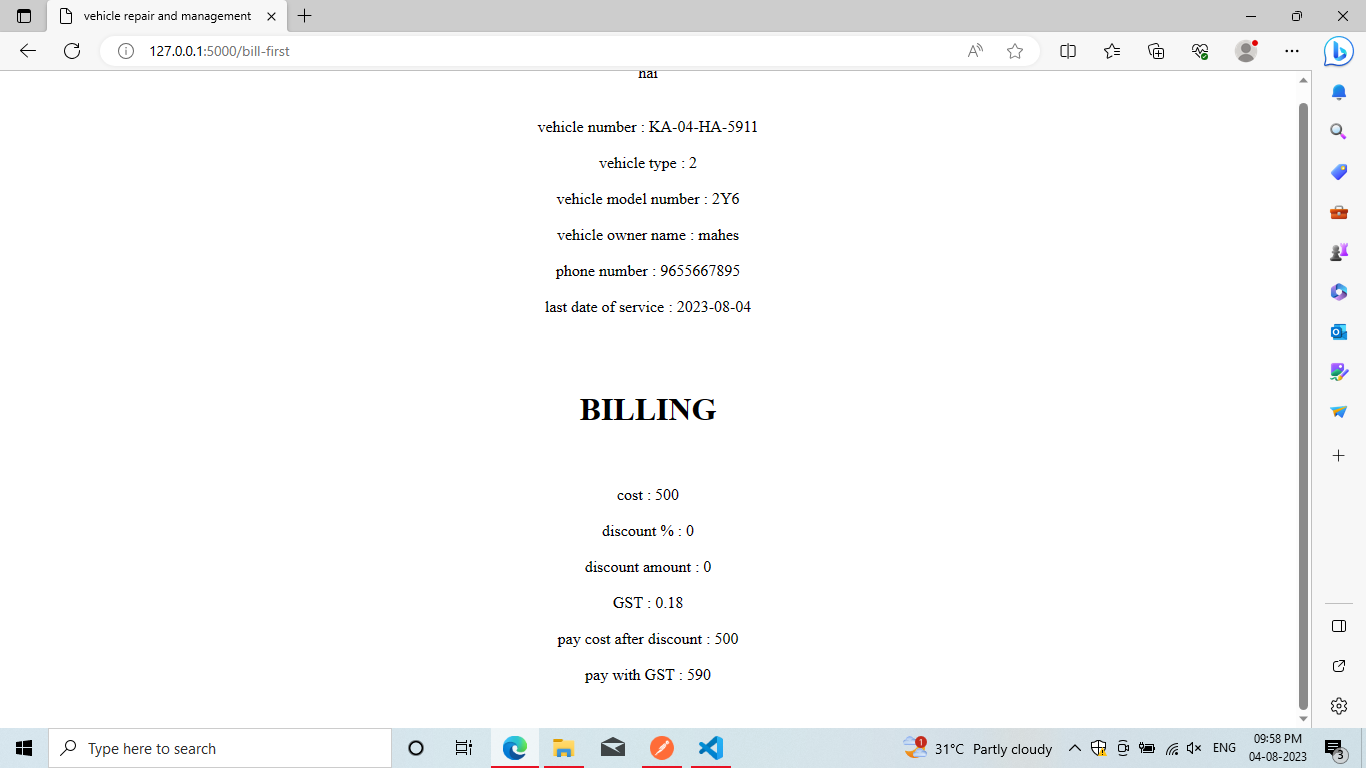 vehicle repair and management
127.0.0.1:5000/bill-first
hai
vehicle number : KA-04-HA-5911
vehicle type : 2
vehicle model number : 2Y6
vehicle owner name : mahes
phone number : 9655667895
last date of service : 2023-08-04
BILLING
cost : 500
discount % : 0
discount amount : 0
GST : 0.18
pay cost after discount : 500
pay with GST : 590
Type here to search
1
31°C Partly cloudy
ENG
09:58 PM
04-08-2023
3